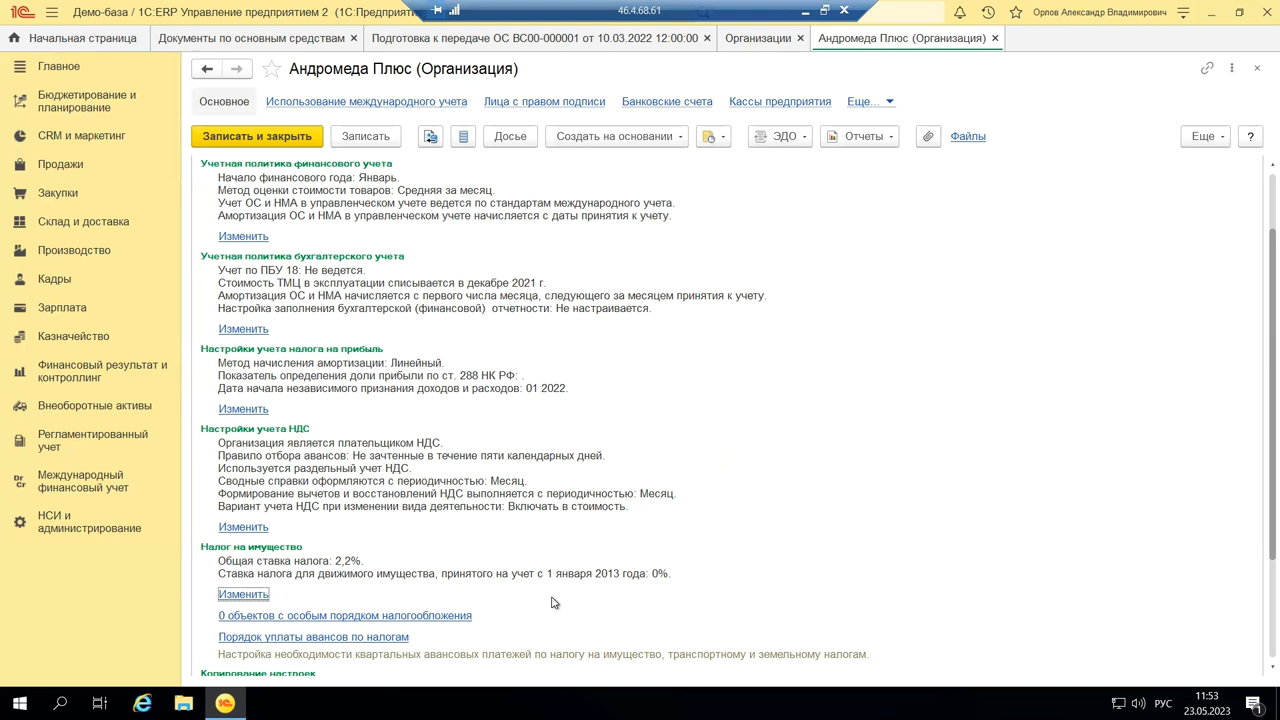 Демо-база / 1С:ERP Управление предприятием 2 (1С:Предприят
46.4.68.61
Орлов Александр Владимирович
Начальная страница
Документы по основным средствам
Подготовка к передаче ОС ВС00-000001 от 10.03.2022 12:00:00
Организации
Андромеда Плюс (Организация)
Главное
Бюджетирование и
планирование
CRM и маркетинг
Продажи
Закупки
Склад и доставка
Производство
Кадры
Зарплата
Казначейство
Финансовый результат и
контроллинг
Внеоборотные активы
Регламентированный
учет
Международный
финансовый учет
НСИ и
администрирование
Андромеда Плюс (Организация)
Основное
Использование международного учета
Лица с правом подписи
Банковские счета
Кассы предприятия
Еще...
Записать и закрыть
Записать
Досье
Создать на основании
ЭДО
Отчеты
Файлы
Еще
?
Учетная политика финансового учета
Начало финансового года: Январь.
Метод оценки стоимости товаров: Средняя за месяц.
Учет ОС и НМА в управленческом учете ведется по стандартам международного учета.
Амортизация ОС и НМА в управленческом учете начисляется с даты принятия к учету.
Изменить
Учетная политика бухгалтерского учета
Учет по ПБУ 18: Не ведется.
Стоимость ТМЦ в эксплуатации списывается в декабре 2021 г.
Амортизация ОС и НМА начисляется с первого числа месяца, следующего за месяцем принятия к учету.
Настройка заполнения бухгалтерской (финансовой) отчетности: Не настраивается.
Изменить
Настройки учета налога на прибыль
Метод начисления амортизации: Линейный.
Показатель определения доли прибыли по ст. 288 НК РФ: .
Дата начала независимого признания доходов и расходов: 01 2022.
Изменить
Настройки учета НДС
Организация является плательщиком НДС.
Правило отбора авансов: Не зачтенные в течение пяти календарных дней.
Используется раздельный учет НДС.
Сводные справки оформляются с периодичностью: Месяц.
Формирование вычетов и восстановлений НДС выполняется с периодичностью: Месяц.
Вариант учета НДС при изменении вида деятельности: Включать в стоимость.
Изменить
Налог на имущество
Общая ставка налога: 2,2%.
Ставка налога для движимого имущества, принятого на учет с 1 января 2013 года: 0%.
Изменить
0 объектов с особым порядком налогообложения
Порядок уплаты авансов по налогам
Настройка необходимости квартальных авансовых платежей по налогу на имущество, транспортному и земельному налогам.
Копирование настроек
РУС
11:53
23.05.2023
1